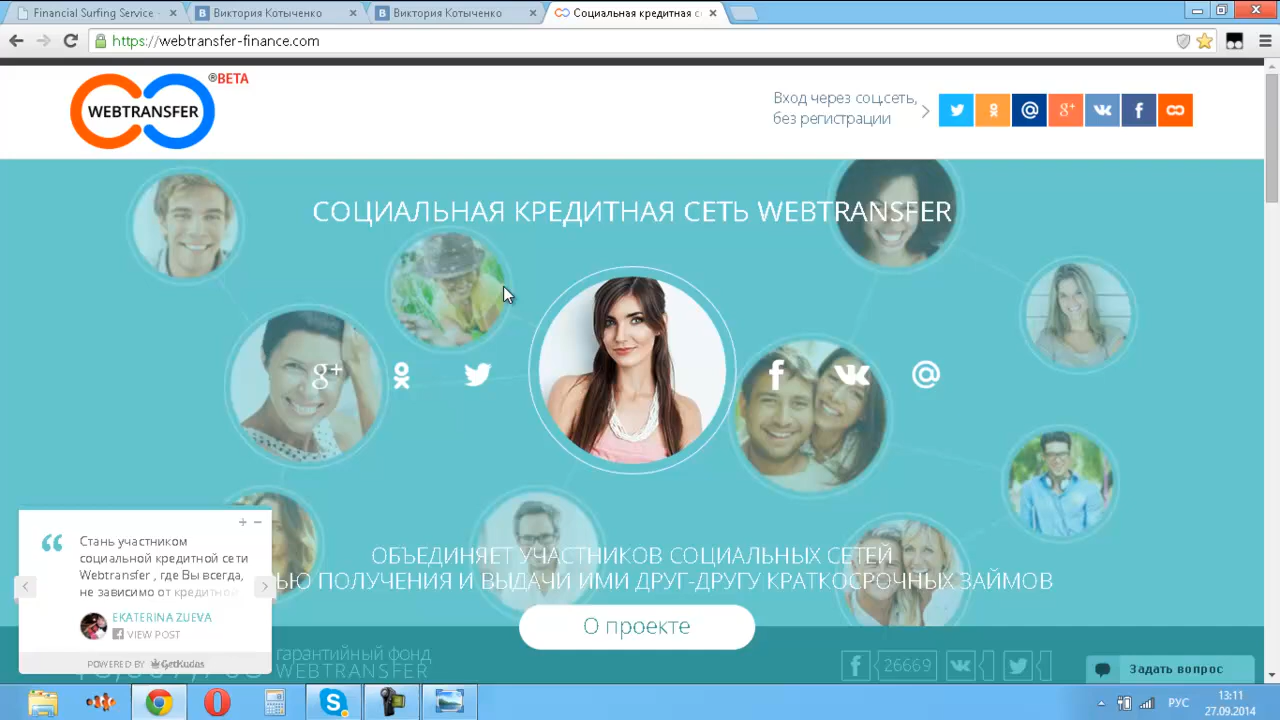 Financial Surfing Service -
Виктория Котыченко
Виктория Котыченко
Социальная кредитная с
https://webtransfer-finance.com
WEBTRANSFER
®BETA
Вход через соц.сеть,
без регистрации
СОЦИАЛЬНАЯ КРЕДИТНАЯ СЕТЬ WEBTRANSFER
ОБЪЕДИНЯЕТ УЧАСТНИКОВ СОЦИАЛЬНЫХ СЕТЕЙ
ЬЮ ПОЛУЧЕНИЯ И ВЫДАЧИ ИМИ ДРУГ-ДРУГУ КРАТКОСРОЧНЫХ ЗАЙМОВ
О проекте
Стань участником
социальной кредитной сети
Webtransfer , где Вы всегда,
не зависимо от кредитной
EKATERINA ZUEVA
VIEW POST
POWERED BY GetKudos
гарантийный фонд
WEBTRANSFER
26669
Задать вопрос
РУС
13:11
27.09.2014